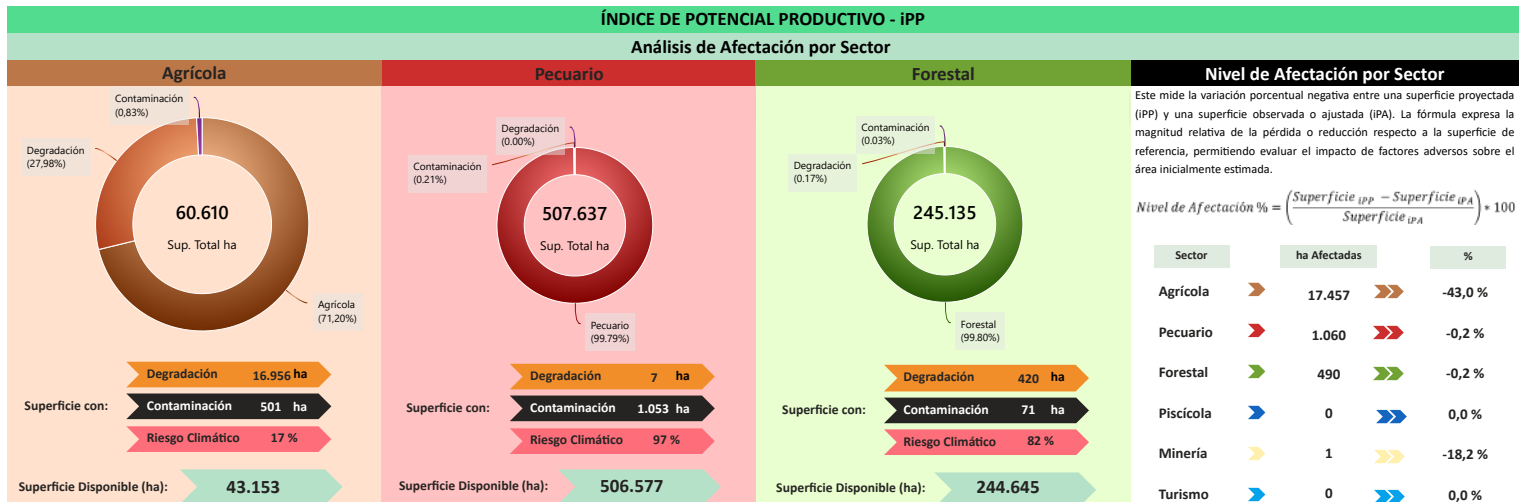 ÍNDICE DE POTENCIAL PRODUCTIVO - iPP
Análisis de Afectación por Sector
Agrícola
Contaminación
(0,83%)
Degradación
(27,98%)
60.610
Sup. Total ha
Agrícola
(71,20%)
Superficie con:
Degradación 16.956 ha
Contaminación 501 ha
Riesgo Climático 17 %
Superficie Disponible (ha): 43.153
Pecuario
Degradación
(0.00%)
Contaminación
(0.21%)
507.637
Sup. Total ha
Pecuario
(99.79%)
Superficie con:
Degradación 7 ha
Contaminación 1.053 ha
Riesgo Climático 97 %
Superficie Disponible (ha): 506.577
Forestal
Contaminación
(0.03%)
Degradación
(0.17%)
245.135
Sup. Total ha
Forestal
(99.80%)
Superficie con:
Degradación 420 ha
Contaminación 71 ha
Riesgo Climático 82 %
Superficie Disponible (ha): 244.645
Nivel de Afectación por Sector
Este mide la variación porcentual negativa entre una superficie proyectada
(iPP) y una superficie observada o ajustada (iPA). La fórmula expresa la
magnitud relativa de la pérdida o reducción respecto a la superficie de
referencia, permitiendo evaluar el impacto de factores adversos sobre el
área inicialmente estimada.
Nivel de Afectación % = (Superficie iPP − Superficie iPA / Superficie iPA) * 100
Sector ha Afectadas %
Agrícola 17.457 -43,0 %
Pecuario 1.060 -0,2 %
Forestal 490 -0,2 %
Piscícola 0 0,0 %
Minería 1 -18,2 %
Turismo 0 0,0 %